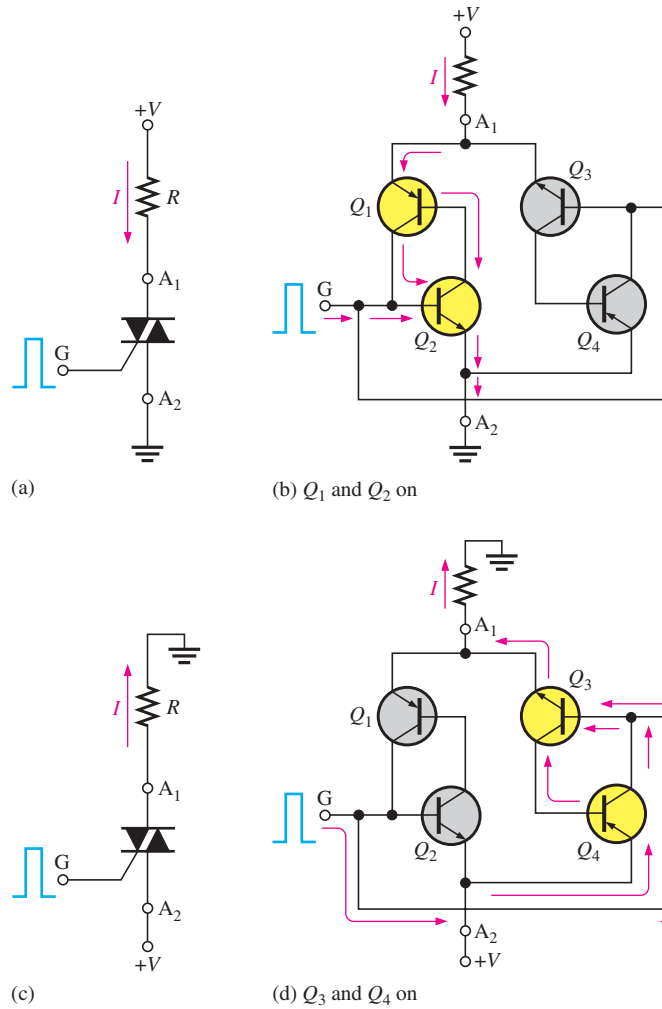 +V
I
R
A₁
G
A₂
(a)
+V
I
A₁
Q₁
Q₃
G
Q₂
Q₄
A₂
(b) Q₁ and Q₂ on
I
R
A₁
G
A₂
+V
(c)
I
A₁
Q₃
Q₁
G
Q₂
Q₄
A₂
+V
(d) Q₃ and Q₄ on